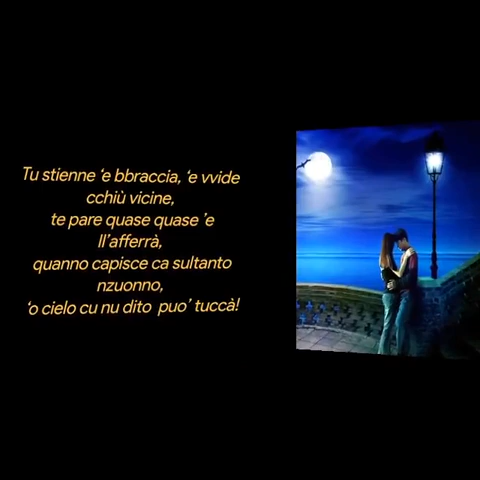 Tu stienne ‘e bbraccia, ‘e vvide
cchiù vicine,
te pare quase quase ’e
ll’afferrà,
quanno capisce ca sultanto
nzuonno,
‘o cielo cu nu dito puo’ tuccà!